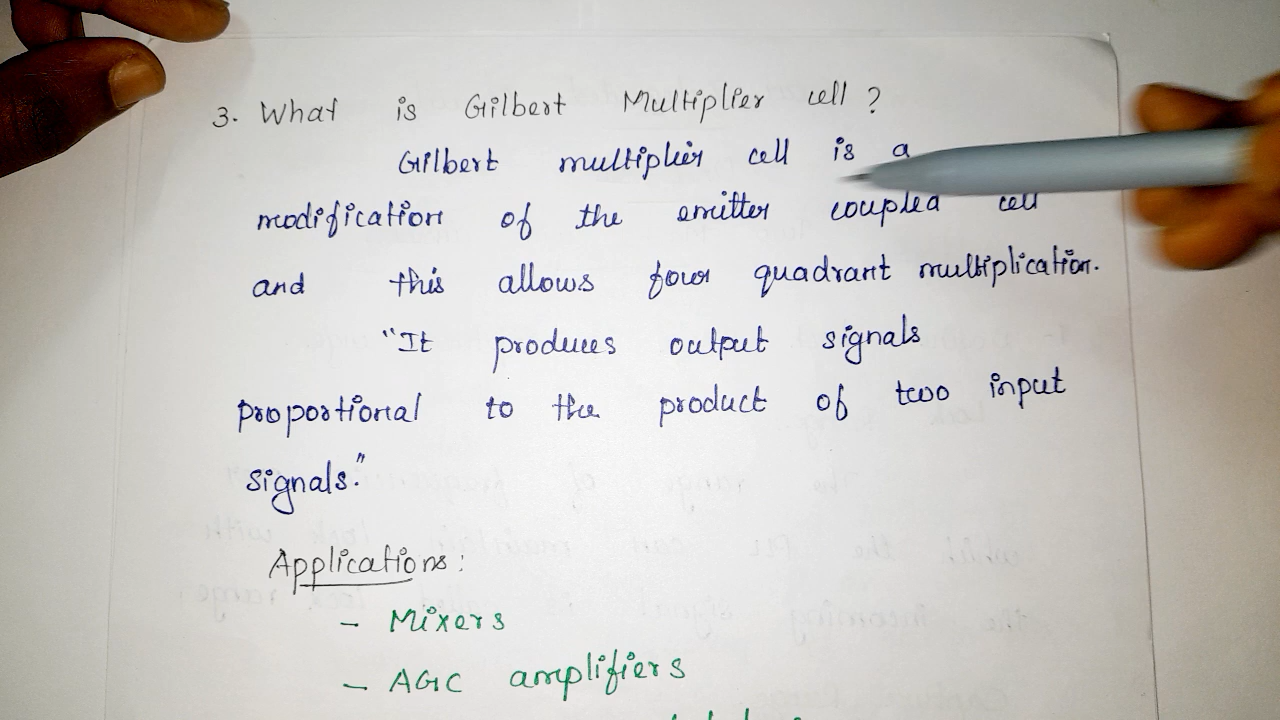 3. What is Gilbert Multiplier cell ?
Gilbert multiplier cell is a
modification of the emitter coupled cell
and this allows four quadrant multiplication.
"It produces output signals
proportional to the product of two input
signals."
Applications:
- Mixers
- AGC amplifiers